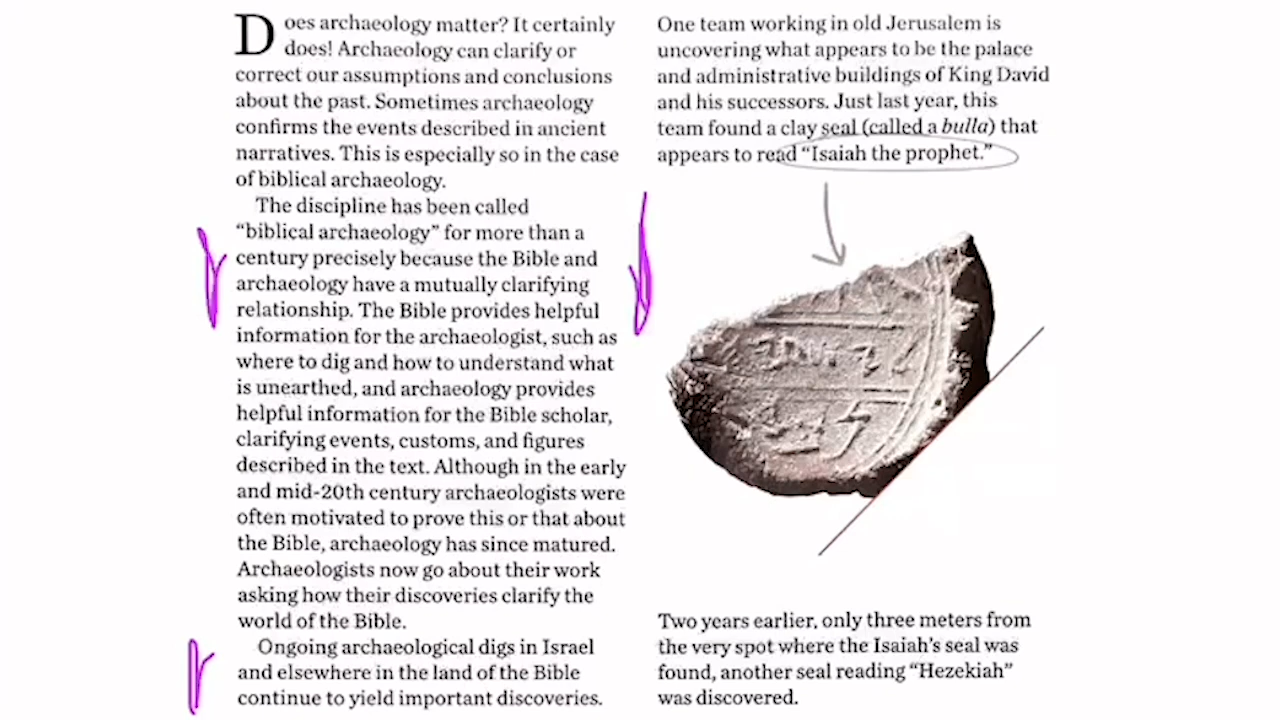 Does archaeology matter? It certainly
does! Archaeology can clarify or
correct our assumptions and conclusions
about the past. Sometimes archaeology
confirms the events described in ancient
narratives. This is especially so in the case
of biblical archaeology.
The discipline has been called
“biblical archaeology” for more than a
century precisely because the Bible and
archaeology have a mutually clarifying
relationship. The Bible provides helpful
information for the archaeologist, such as
where to dig and how to understand what
is unearthed, and archaeology provides
helpful information for the Bible scholar,
clarifying events, customs, and figures
described in the text. Although in the early
and mid-20th century archaeologists were
often motivated to prove this or that about
the Bible, archaeology has since matured.
Archaeologists now go about their work
asking how their discoveries clarify the
world of the Bible.
Ongoing archaeological digs in Israel
and elsewhere in the land of the Bible
continue to yield important discoveries.
One team working in old Jerusalem is
uncovering what appears to be the palace
and administrative buildings of King David
and his successors. Just last year, this
team found a clay seal (called a bulla) that
appears to read “Isaiah the prophet.”
Two years earlier, only three meters from
the very spot where the Isaiah’s seal was
found, another seal reading “Hezekiah”
was discovered.